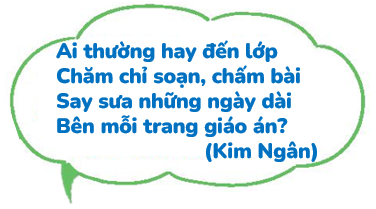 Ai thường hay đến lớp
Chăm chỉ soạn, chấm bài
Say sưa những ngày dài
Bên mỗi trang giáo án?
(Kim Ngân)